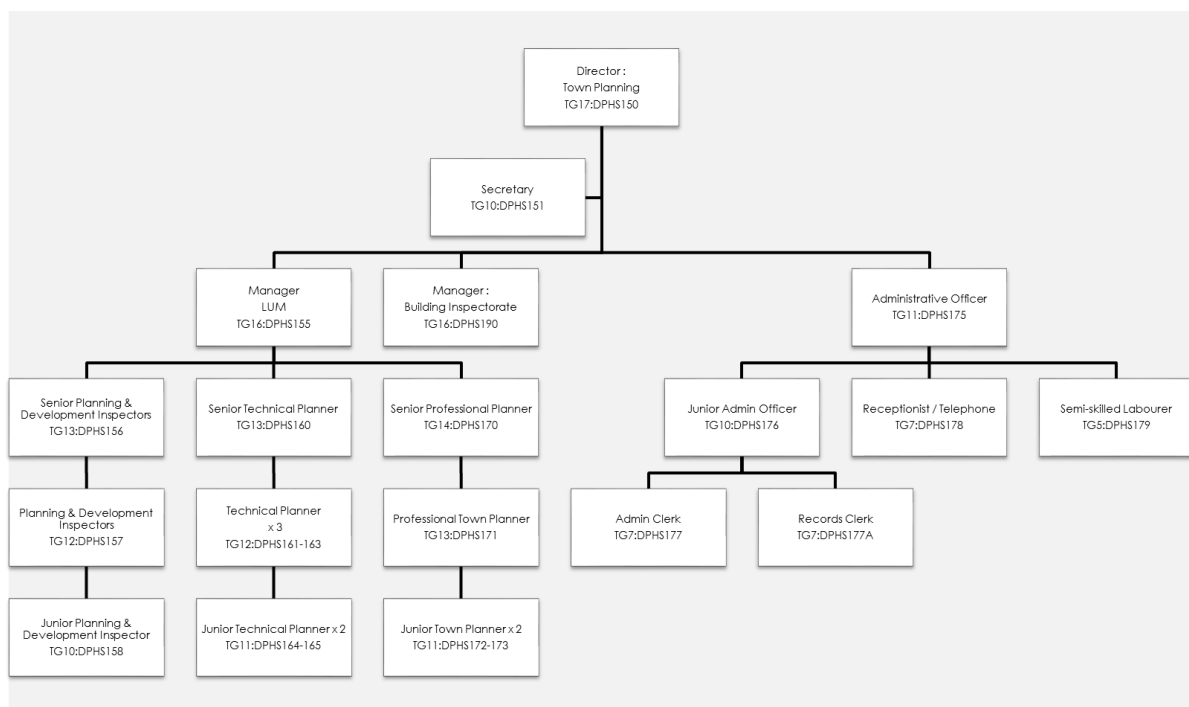 Director :
Town Planning
TG17:DPHS150
Secretary
TG10:DPHS151
Manager
LUM
TG16:DPHS155
Manager :
Building Inspectorate
TG16:DPHS190
Administrative Officer
TG11:DPHS175
Senior Planning &
Development Inspectors
TG13:DPHS156
Senior Technical Planner
TG13:DPHS160
Senior Professional Planner
TG14:DPHS170
Junior Admin Officer
TG10:DPHS176
Receptionist / Telephone
TG7:DPHS178
Semi-skilled Labourer
TG5:DPHS179
Planning & Development
Inspectors
TG12:DPHS157
Technical Planner
x 3
TG12:DPHS161-163
Professional Town Planner
TG13:DPHS171
Admin Clerk
TG7:DPHS177
Records Clerk
TG7:DPHS177A
Junior Planning &
Development Inspector
TG10:DPHS158
Junior Technical Planner x 2
TG11:DPHS164-165
Junior Town Planner x 2
TG11:DPHS172-173